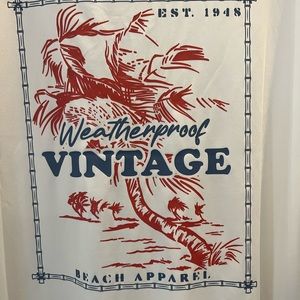 EST. 1948
Weatherproof
VINTAGE
BEACH APPAREL